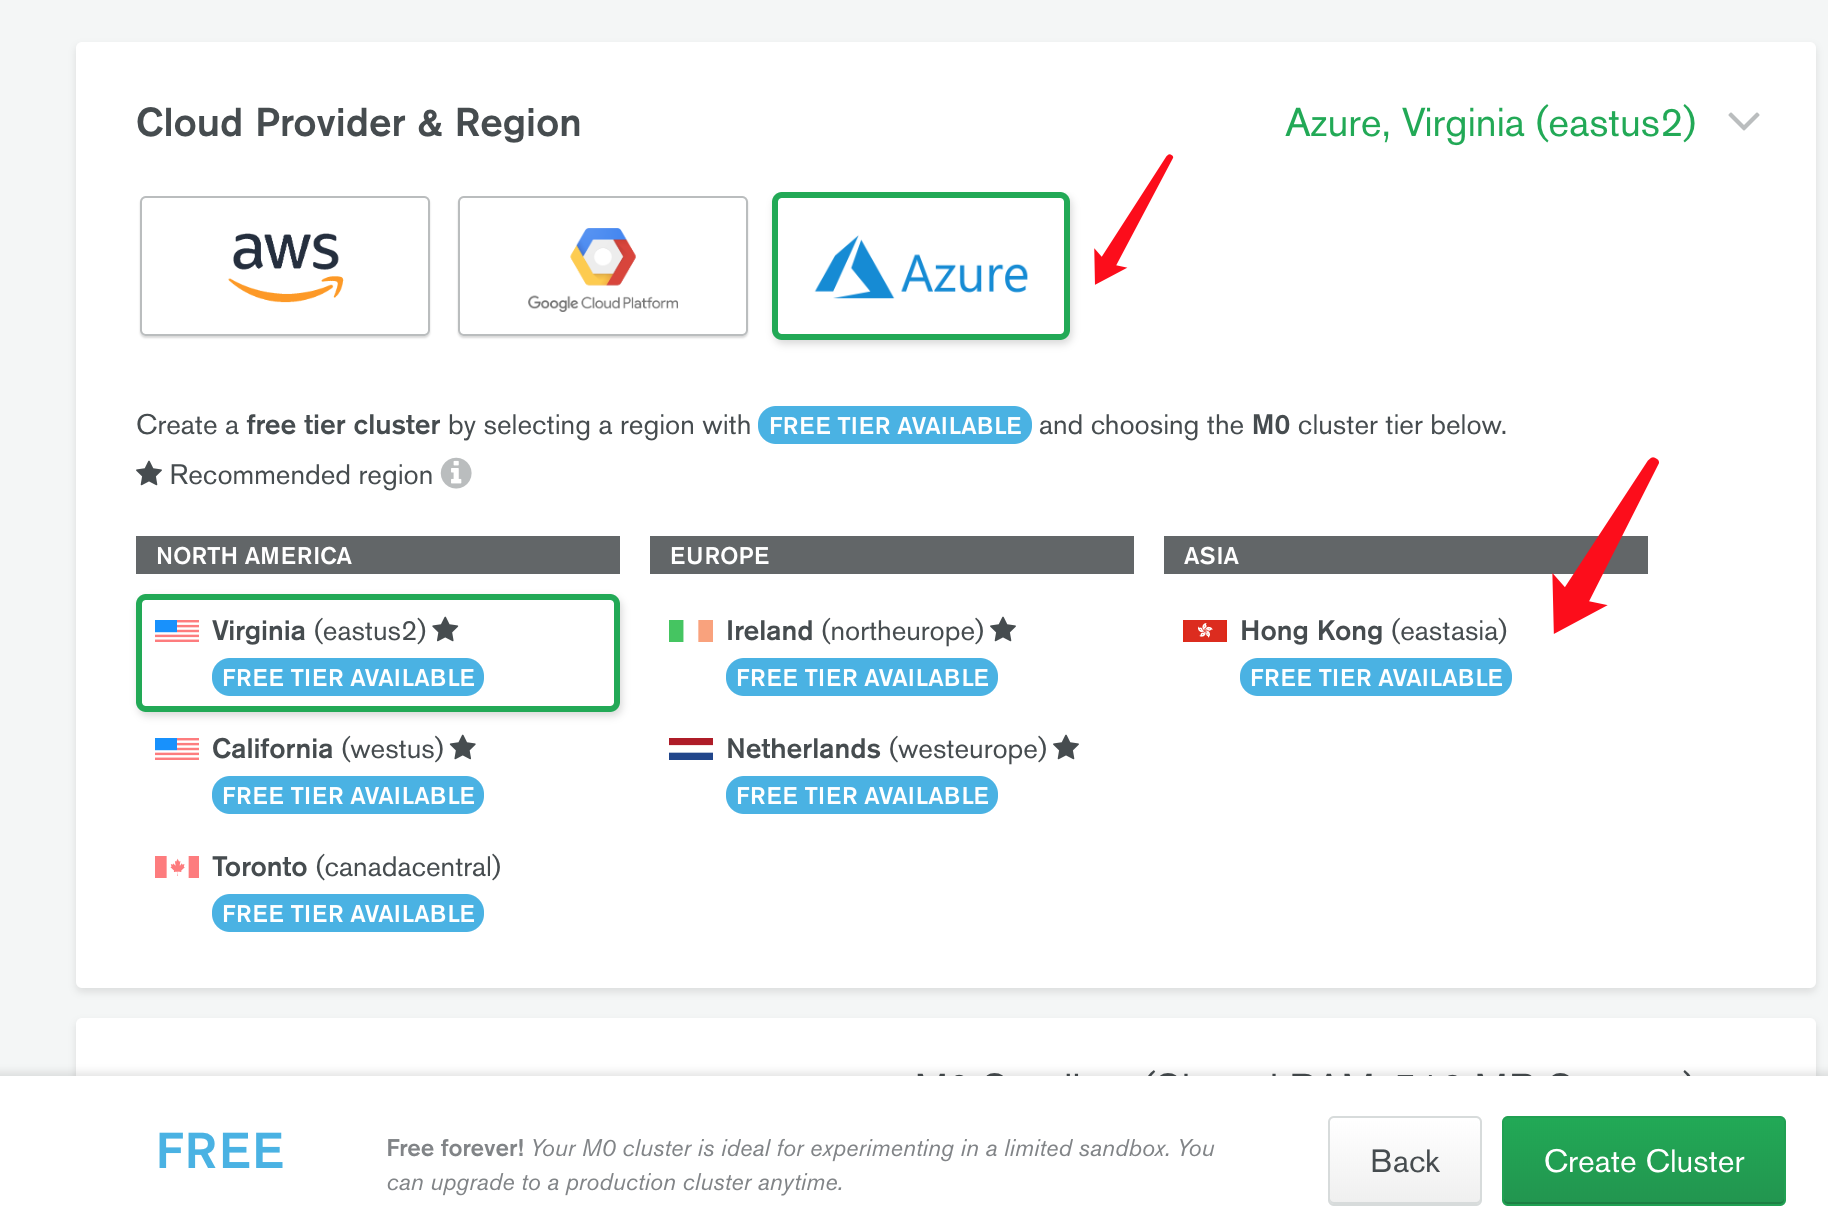 Cloud Provider & Region
Azure, Virginia (eastus2)
aws
Google Cloud Platform
Azure
Create a free tier cluster by selecting a region with FREE TIER AVAILABLE and choosing the M0 cluster tier below.
Recommended region
NORTH AMERICA
Virginia (eastus2)
FREE TIER AVAILABLE
California (westus)
FREE TIER AVAILABLE
Toronto (canadacentral)
FREE TIER AVAILABLE
EUROPE
Ireland (northeurope)
FREE TIER AVAILABLE
Netherlands (westeurope)
FREE TIER AVAILABLE
ASIA
Hong Kong (eastasia)
FREE TIER AVAILABLE
FREE
Free forever! Your M0 cluster is ideal for experimenting in a limited sandbox. You
can upgrade to a production cluster anytime.
Back
Create Cluster